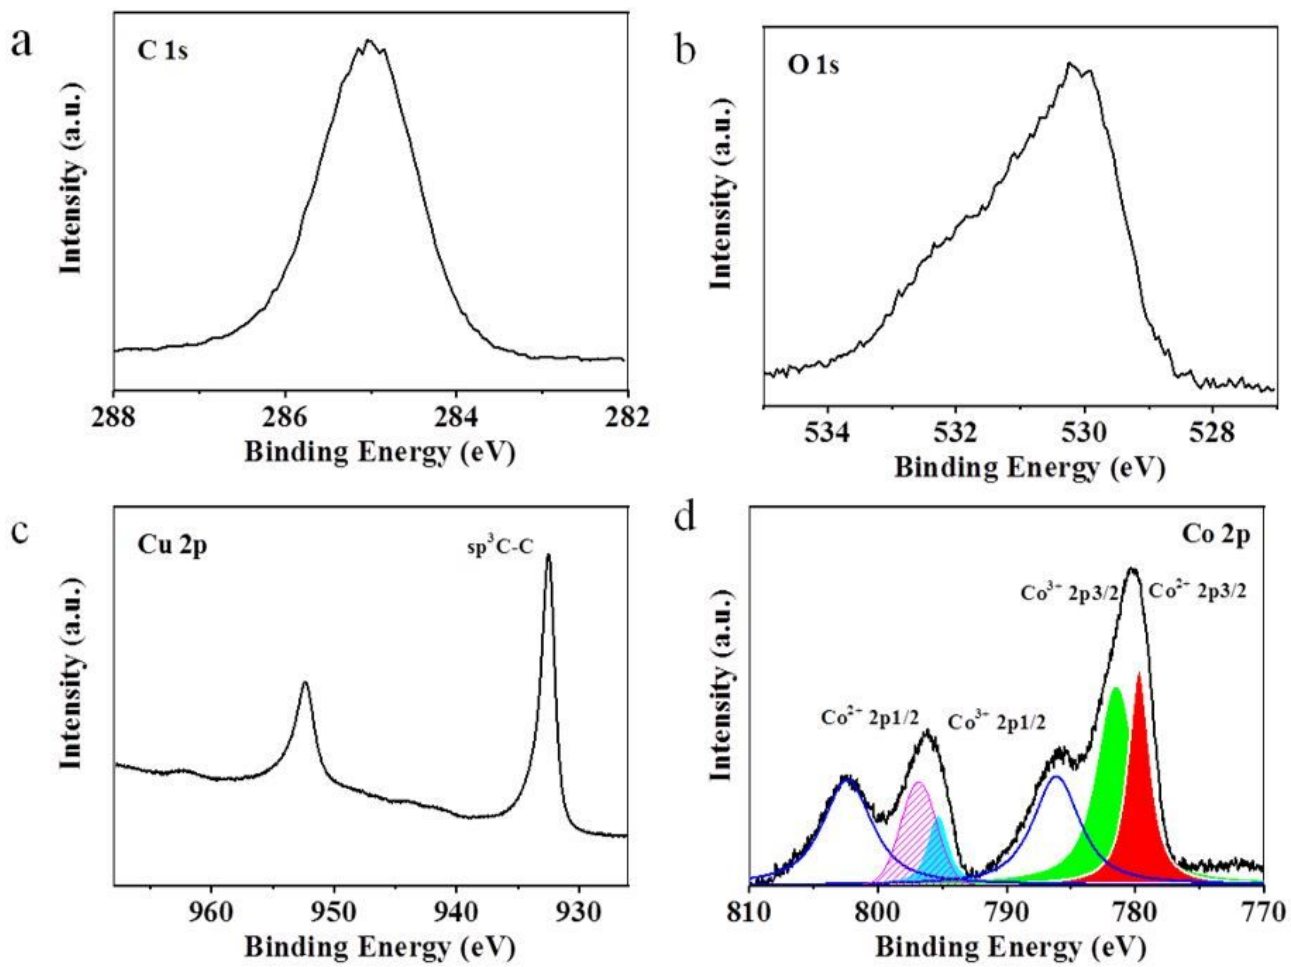 a
C 1s
Intensity (a.u.)
288 286 284 282
Binding Energy (eV)
b
O 1s
Intensity (a.u.)
534 532 530 528
Binding Energy (eV)
c
Cu 2p
sp³C-C
Intensity (a.u.)
960 950 940 930
Binding Energy (eV)
d
Co 2p
Co³⁺ 2p3/2 Co²⁺ 2p3/2
Co²⁺ 2p1/2 Co³⁺ 2p1/2
Intensity (a.u.)
810 800 790 780 770
Binding Energy (eV)